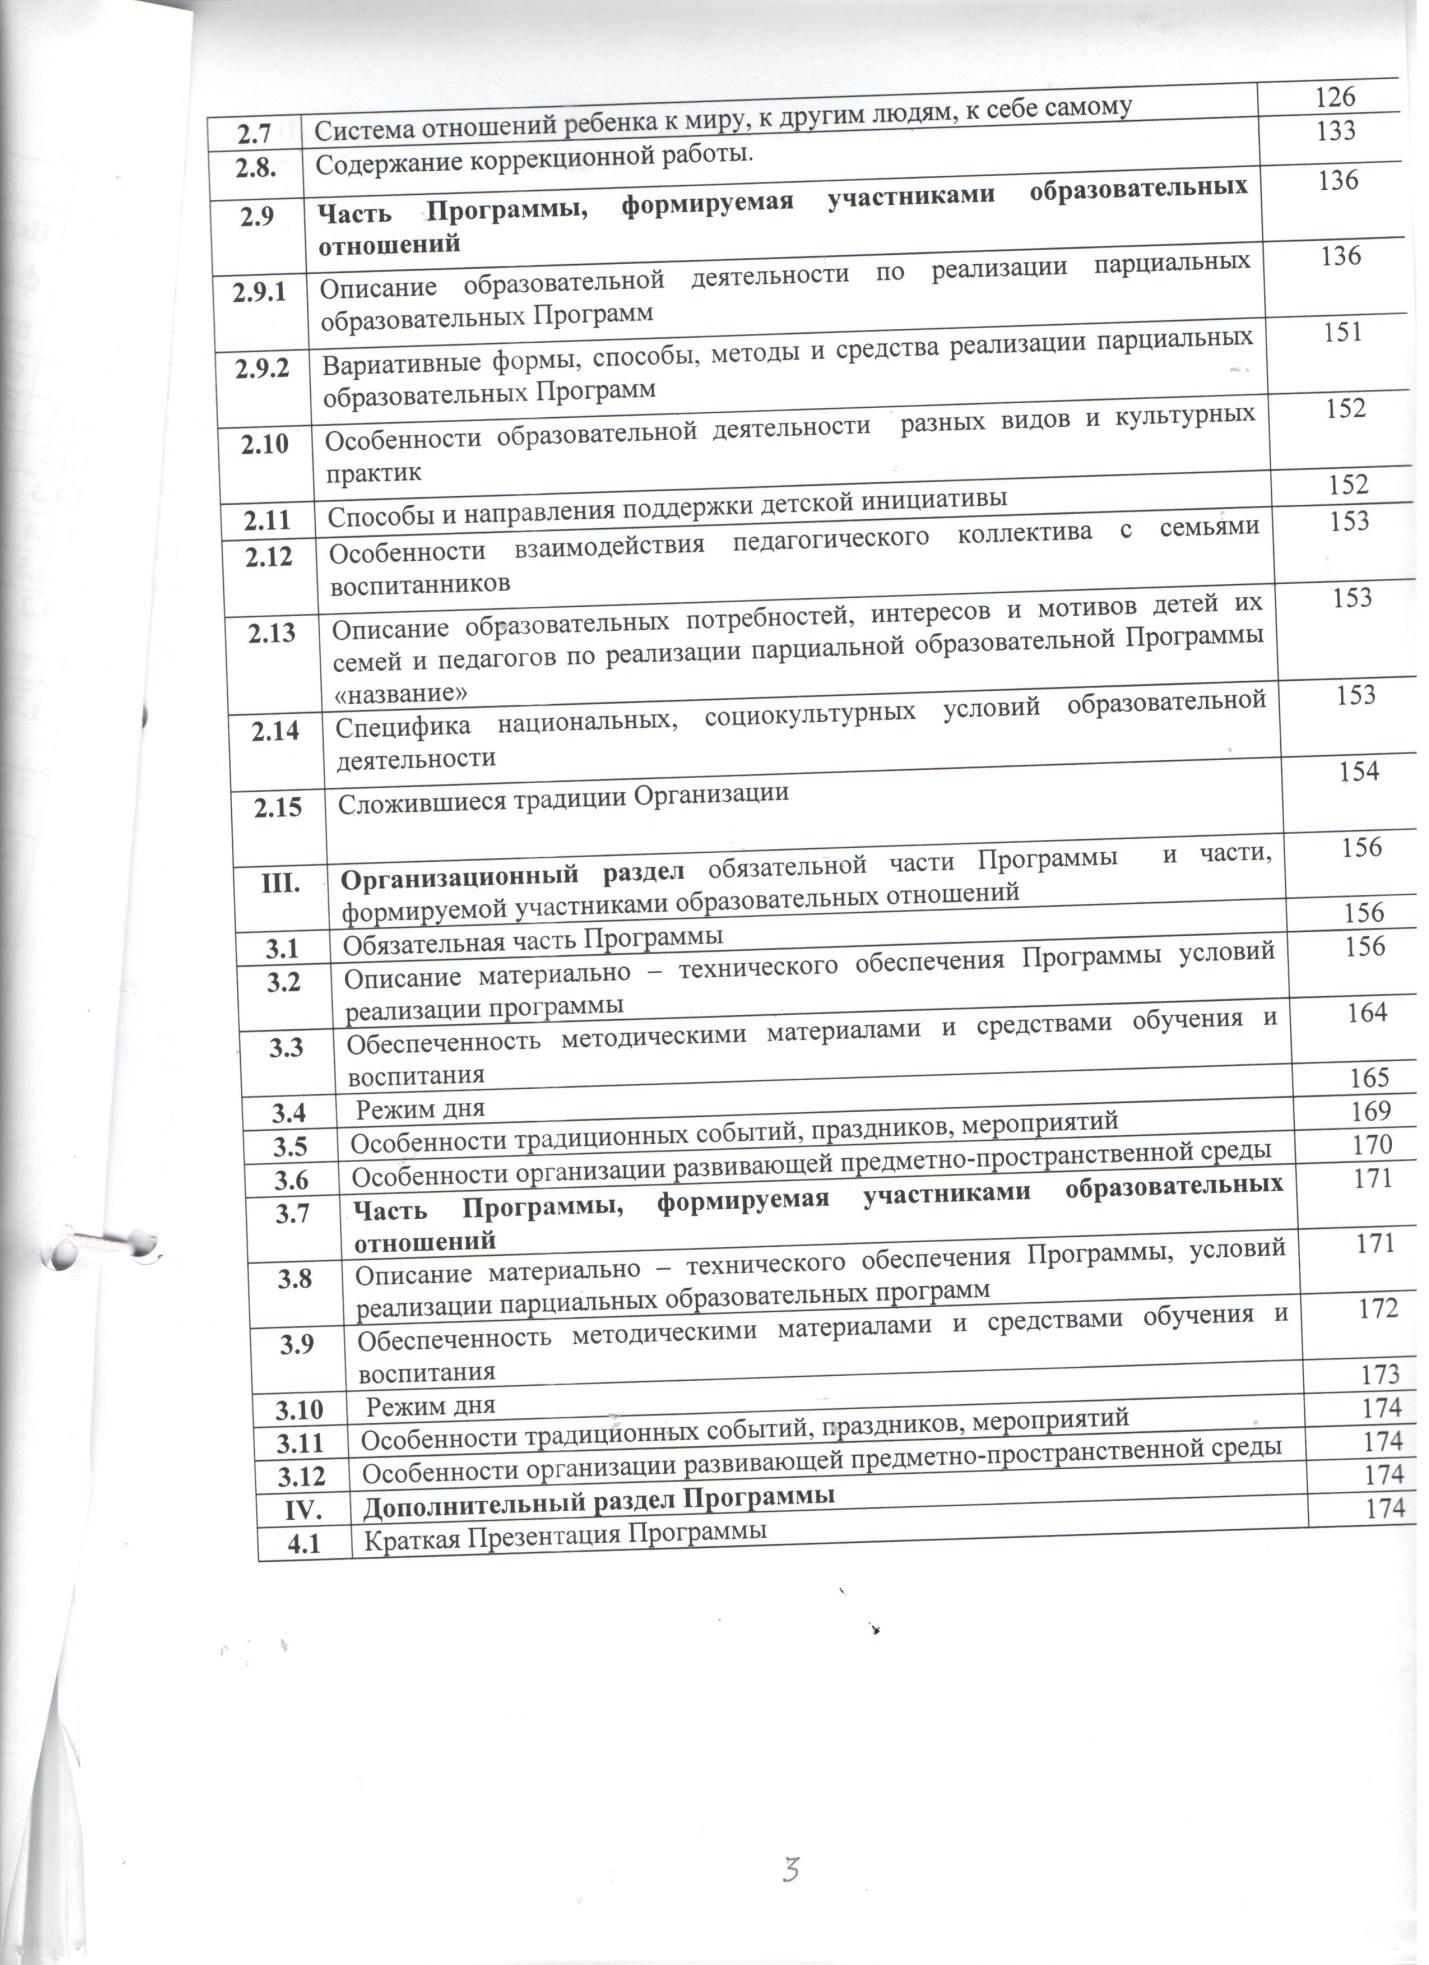 2.7 Система отношений ребенка к миру, к другим людям, к себе самому 126
2.8. Содержание коррекционной работы. 133
2.9 Часть Программы, формируемая участниками образовательных 136
отношений
2.9.1 Описание образовательной деятельности по реализации парциальных 136
образовательных Программ
2.9.2 Вариативные формы, способы, методы и средства реализации парциальных 151
образовательных Программ
2.10 Особенности образовательной деятельности разных видов и культурных 152
практик
2.11 Способы и направления поддержки детской инициативы 152
2.12 Особенности взаимодействия педагогического коллектива с семьями 153
воспитанников
2.13 Описание образовательных потребностей, интересов и мотивов детей их 153
семей и педагогов по реализации парциальной образовательной Программы
«название»
2.14 Специфика национальных, социокультурных условий образовательной 153
деятельности
2.15 Сложившиеся традиции Организации 154
III. Организационный раздел обязательной части Программы и части, 156
формируемой участниками образовательных отношений
3.1 Обязательная часть Программы 156
3.2 Описание материально – технического обеспечения Программы условий 156
реализации программы
3.3 Обеспеченность методическими материалами и средствами обучения и 164
воспитания
3.4 Режим дня 165
3.5 Особенности традиционных событий, праздников, мероприятий 169
3.6 Особенности организации развивающей предметно-пространственной среды 170
3.7 Часть Программы, формируемая участниками образовательных 171
отношений
3.8 Описание материально – технического обеспечения Программы, условий 171
реализации парциальных образовательных программ
3.9 Обеспеченность методическими материалами и средствами обучения и 172
воспитания
3.10 Режим дня 173
3.11 Особенности традиционных событий, праздников, мероприятий 174
3.12 Особенности организации развивающей предметно-пространственной среды 174
IV. Дополнительный раздел Программы 174
4.1 Краткая Презентация Программы 174
3